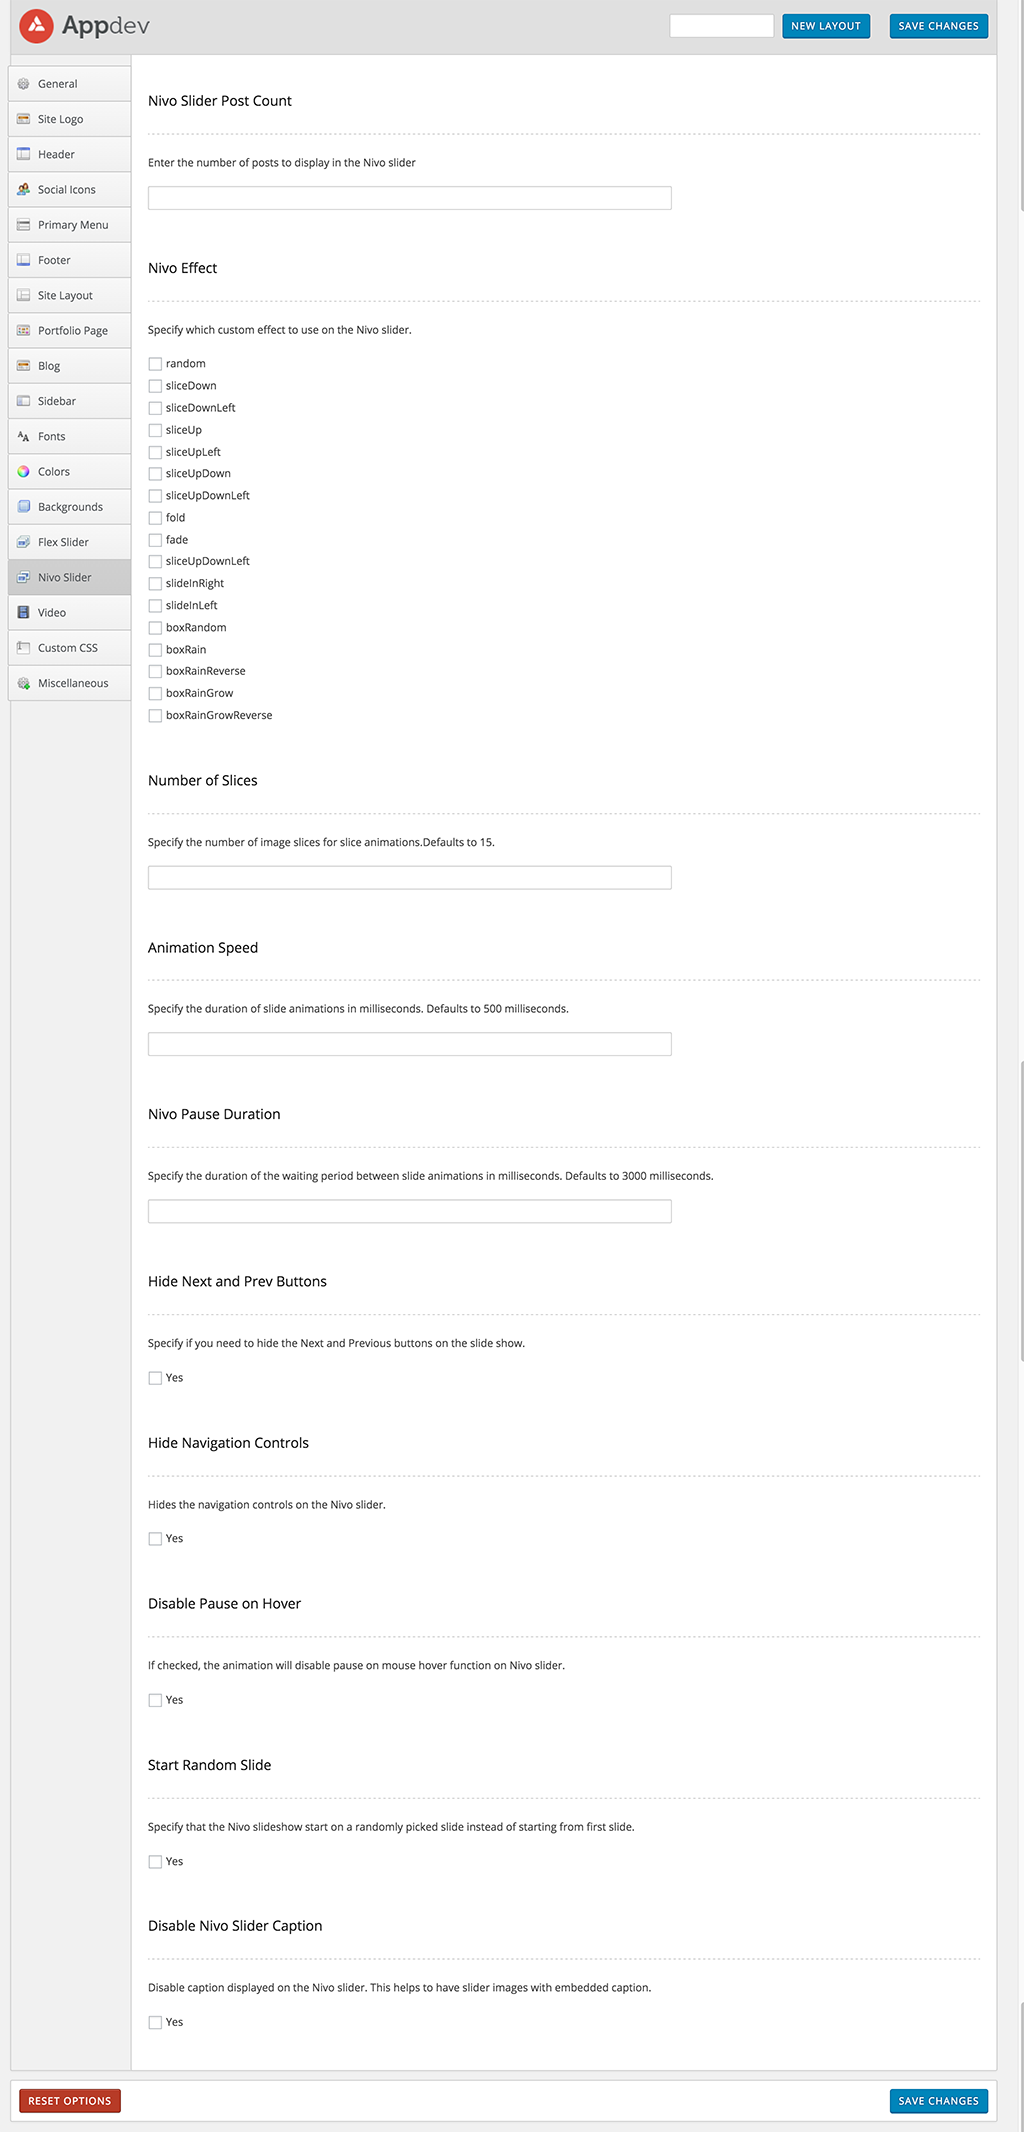 Appdev
NEW LAYOUT
SAVE CHANGES
General
Site Logo
Header
Social Icons
Primary Menu
Footer
Site Layout
Portfolio Page
Blog
Sidebar
Fonts
Colors
Backgrounds
Flex Slider
Nivo Slider
Video
Custom CSS
Miscellaneous
Nivo Slider Post Count
Enter the number of posts to display in the Nivo slider
Nivo Effect
Specify which custom effect to use on the Nivo slider.
random
sliceDown
sliceDownLeft
sliceUp
sliceUpLeft
sliceUpDown
sliceUpDownLeft
fold
fade
sliceUpDownLeft
slideInRight
slideInLeft
boxRandom
boxRain
boxRainReverse
boxRainGrow
boxRainGrowReverse
Number of Slices
Specify the number of image slices for slice animations.Defaults to 15.
Animation Speed
Specify the duration of slide animations in milliseconds. Defaults to 500 milliseconds.
Nivo Pause Duration
Specify the duration of the waiting period between slide animations in milliseconds. Defaults to 3000 milliseconds.
Hide Next and Prev Buttons
Specify if you need to hide the Next and Previous buttons on the slide show.
Yes
Hide Navigation Controls
Hides the navigation controls on the Nivo slider.
Yes
Disable Pause on Hover
If checked, the animation will disable pause on mouse hover function on Nivo slider.
Yes
Start Random Slide
Specify that the Nivo slideshow start on a randomly picked slide instead of starting from first slide.
Yes
Disable Nivo Slider Caption
Disable caption displayed on the Nivo slider. This helps to have slider images with embedded caption.
Yes
RESET OPTIONS
SAVE CHANGES